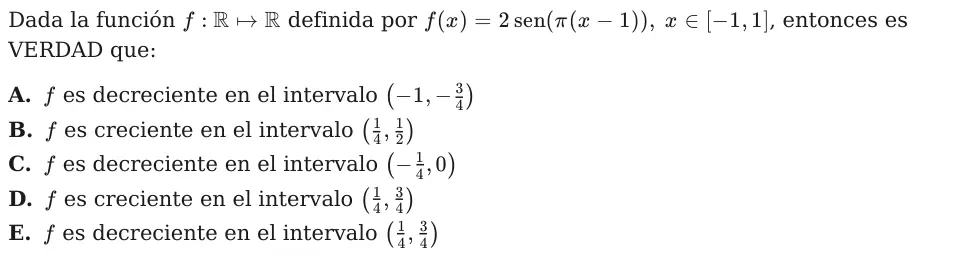 Dada la función f : ℝ ↦ ℝ definida por f(x) = 2 sen(π(x − 1)), x ∈ [−1, 1], entonces es
VERDAD que:
A. f es decreciente en el intervalo (−1, −3/4)
B. f es creciente en el intervalo (1/4, 1/2)
C. f es decreciente en el intervalo (−1/4, 0)
D. f es creciente en el intervalo (1/4, 3/4)
E. f es decreciente en el intervalo (1/4, 3/4)